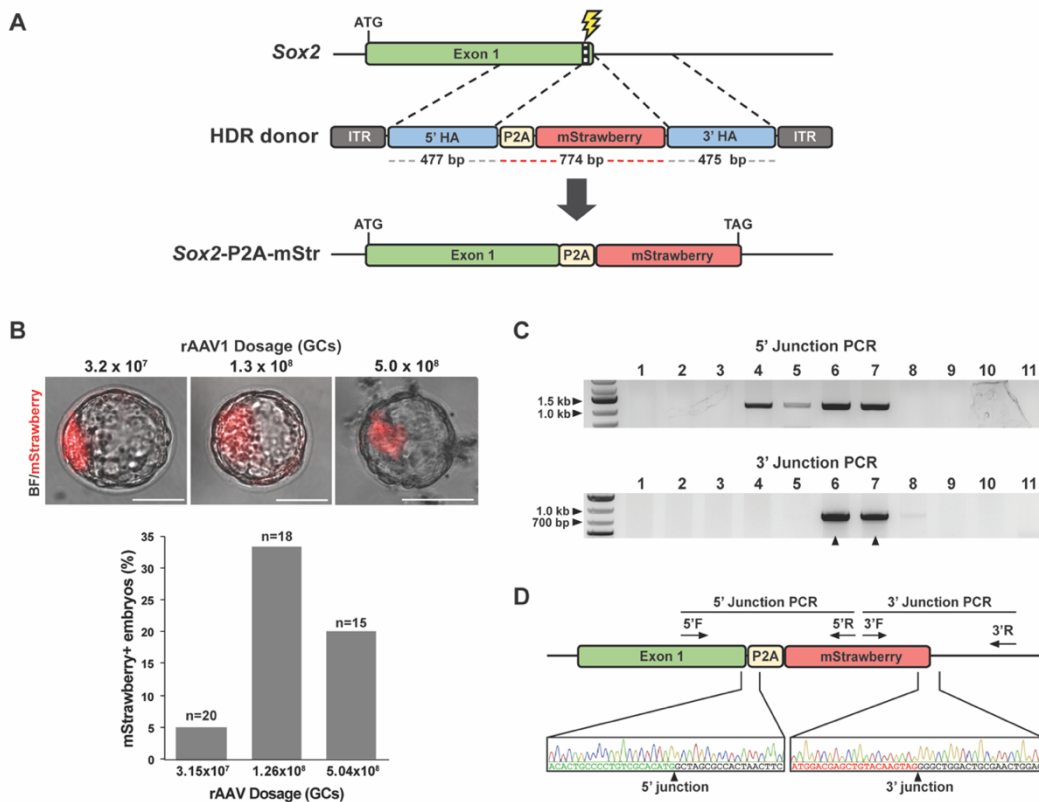 A
ATG
Sox2
Exon 1
HDR donor
ITR
5' HA
P2A
mStrawberry
3' HA
ITR
477 bp
774 bp
475 bp
ATG
TAG
Sox2-P2A-mStr
Exon 1
P2A
mStrawberry
B
rAAV1 Dosage (GCs)
3.2 x 10⁷
1.3 x 10⁸
5.0 x 10⁸
BF/mStrawberry
mStrawberry+ embryos (%)
35
30
25
20
15
10
5
0
n=20
n=18
n=15
3.15x10⁷
1.26x10⁸
5.04x10⁸
rAAV Dosage (GCs)
C
5' Junction PCR
1 2 3 4 5 6 7 8 9 10 11
1.5 kb
1.0 kb
3' Junction PCR
1 2 3 4 5 6 7 8 9 10 11
1.0 kb
700 bp
D
5' Junction PCR
3' Junction PCR
5'F
5'R
3'F
3'R
Exon 1
P2A
mStrawberry
ACACTGCCCCTGTCGCACATGGCTAGCGCCACTAACTTC
ATGGACGAGCTGTACAAGTAGGGGCTGGACTGCGAACTGGAG
5' junction
3' junction